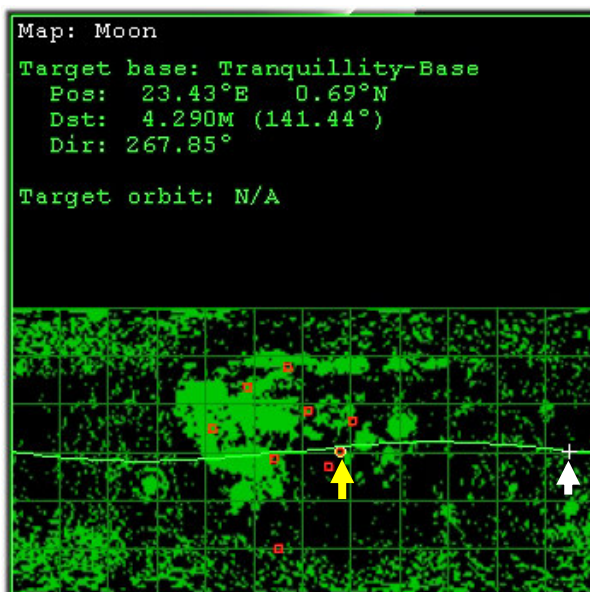 Map: Moon
Target base: Tranquillity-Base
Pos: 23.43°E 0.69°N
Dst: 4.290M (141.44°)
Dir: 267.85°
Target orbit: N/A